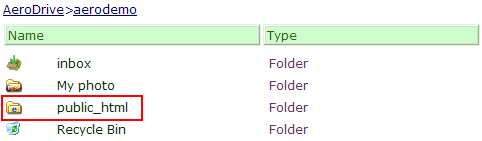 AeroDrive>aerodemo
Name Type
inbox Folder
My photo Folder
public_html Folder
Recycle Bin Folder